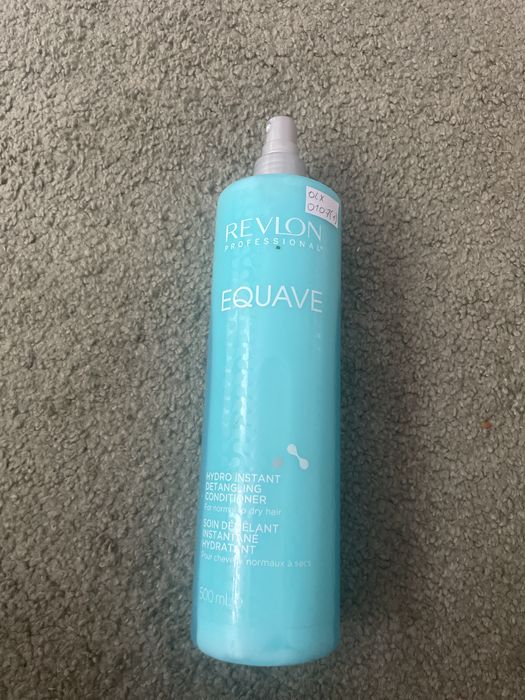 OLX
REVLON
PROFESSIONAL®
EQUAVE
HYDRO INSTANT
DETANGLING
CONDITIONER
For normal to dry hair
SOIN DÉMÊLANT
INSTANTANÉ
HYDRATANT
Pour cheveux normaux à secs
500 mL